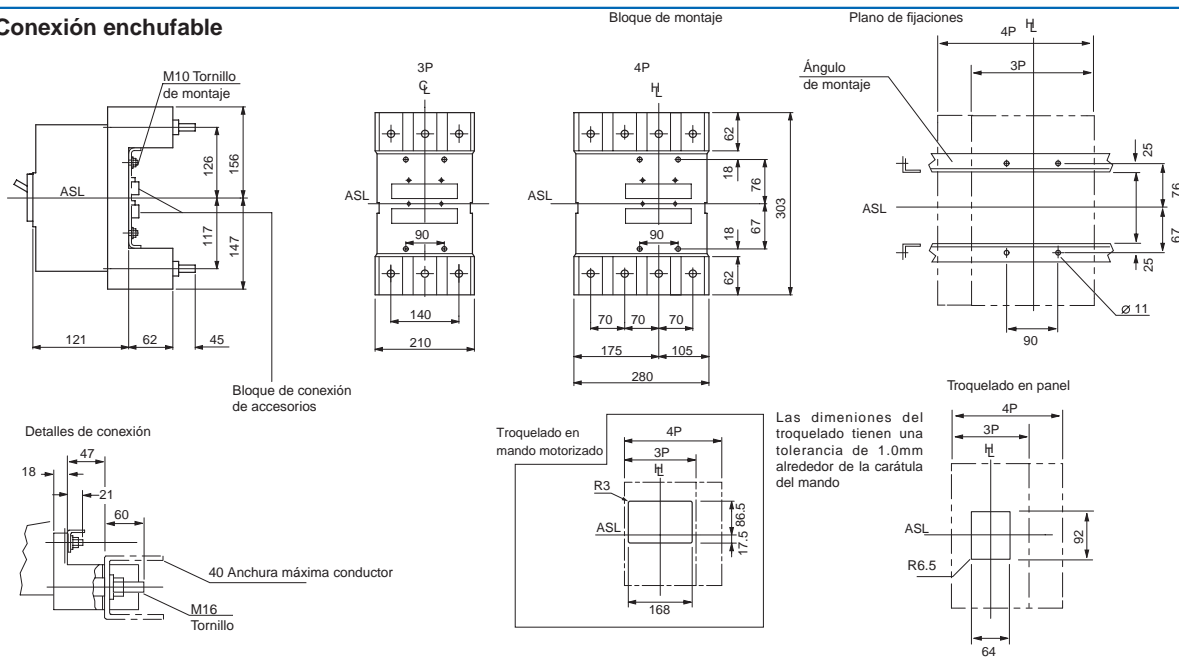 Conexión enchufable
Bloque de montaje
Plano de fijaciones
M10 Tornillo
de montaje
ASL
126
156
117
147
121
62
45
Bloque de conexión
de accesorios
3P
CL
ASL
90
140
210
4P
HL
ASL
90
62
18
76
303
18
67
62
70
70
70
175
105
280
4P
HL
3P
Ángulo
de montaje
ASL
25
76
67
25
ø 11
90
Detalles de conexión
47
18
21
60
40 Anchura máxima conductor
M16
Tornillo
Troquelado en
mando motorizado
4P
3P
HL
R3
ASL
86.5
17.5
168
Las dimeniones del
troquelado tienen una
tolerancia de 1.0mm
alrededor de la carátula
del mando
Troquelado en panel
4P
3P
HL
ASL
92
R6.5
64